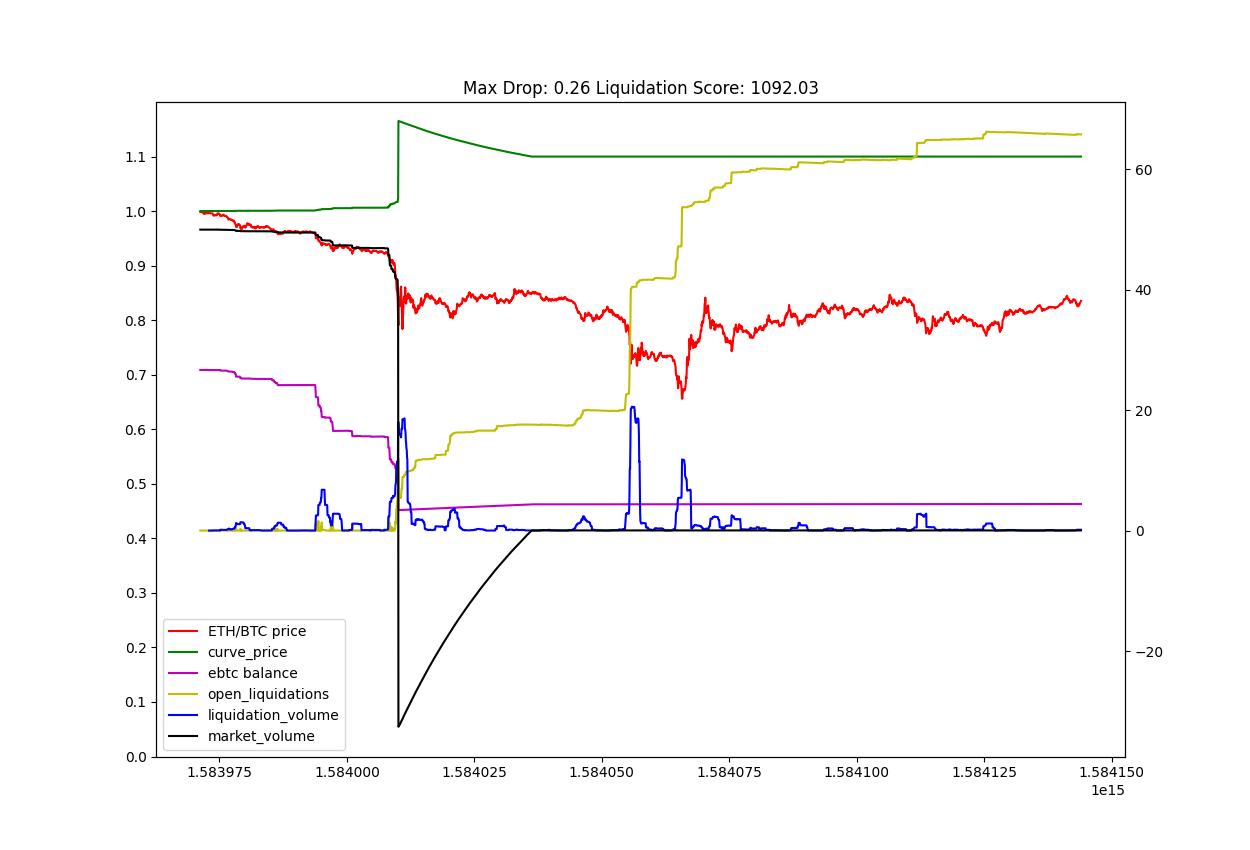 Max Drop: 0.26 Liquidation Score: 1092.03
1.1
1.0
0.9
0.8
0.7
0.6
0.5
0.4
0.3
0.2
0.1
0.0
60
40
20
0
−20
ETH/BTC price
curve_price
ebtc balance
open_liquidations
liquidation_volume
market_volume
1.583975 1.584000 1.584025 1.584050 1.584075 1.584100 1.584125 1.584150
1e15